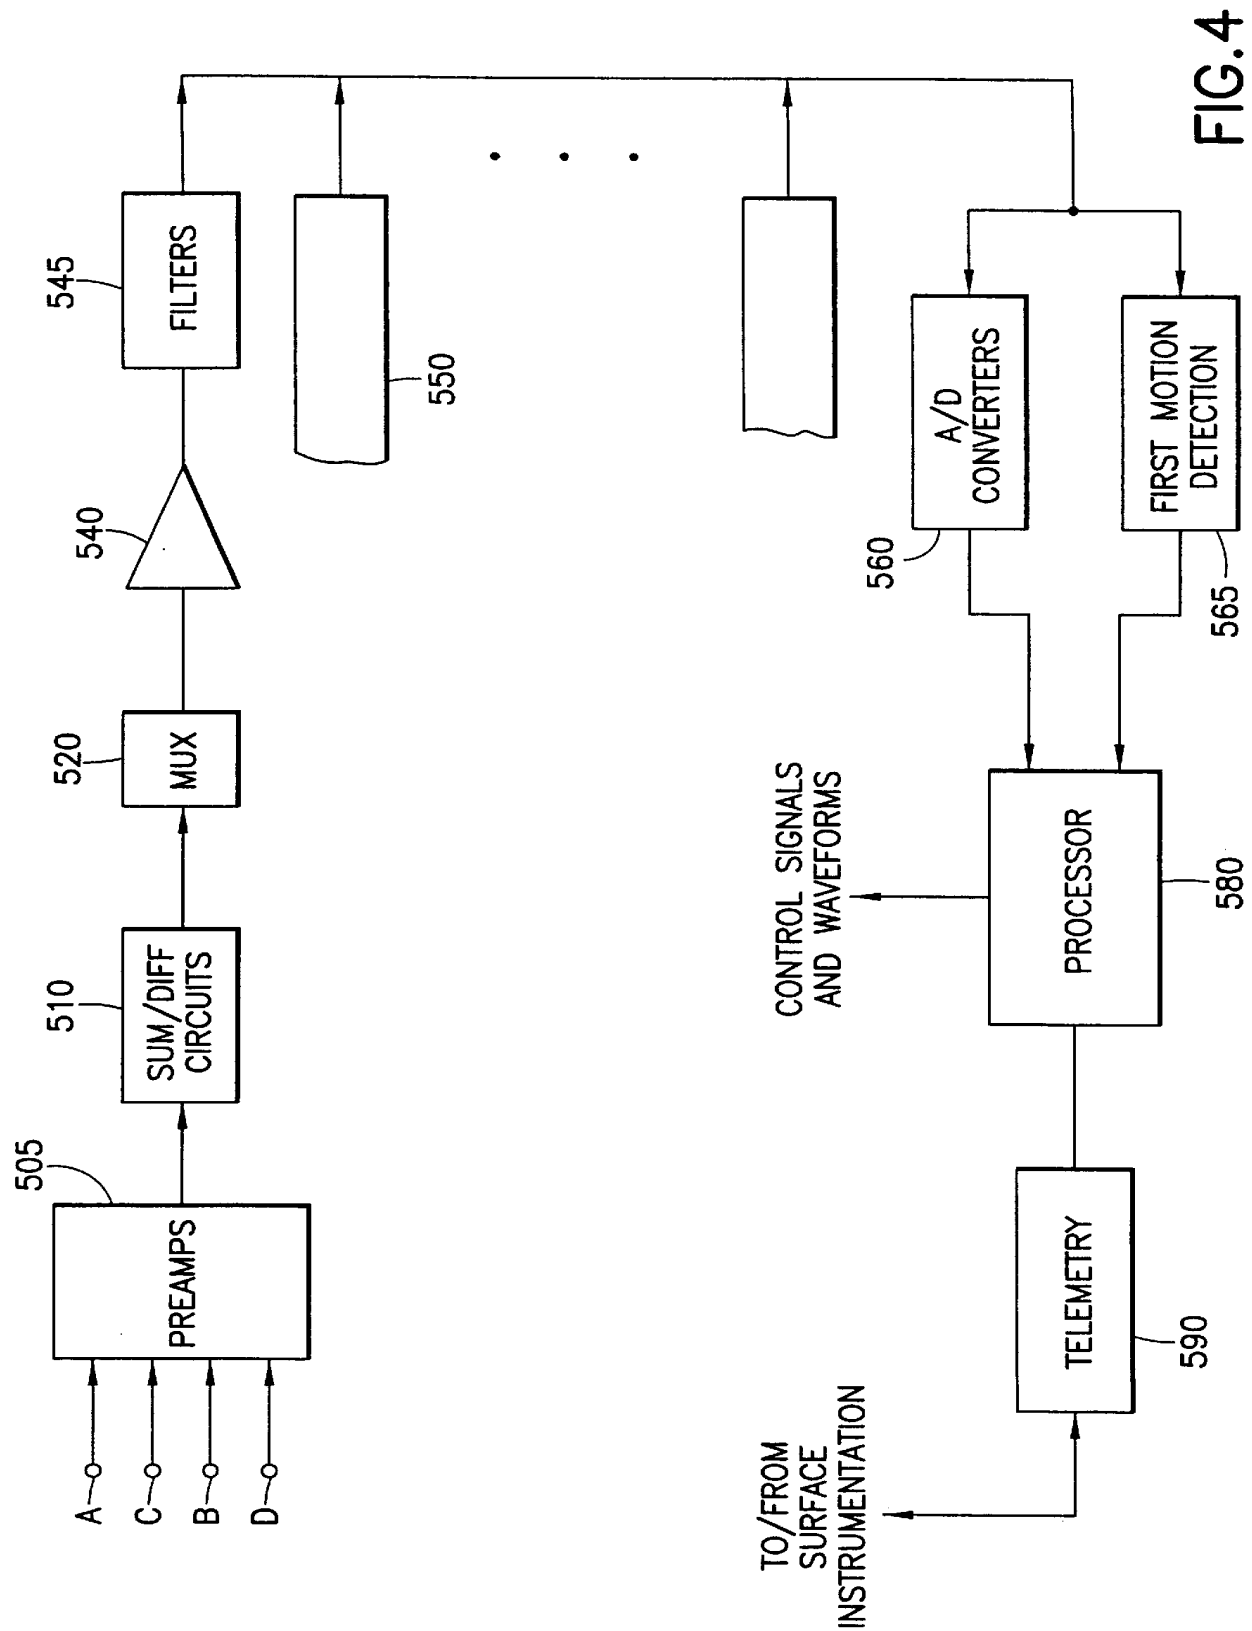 505
510
520
540
545
A
C
B
D
PREAMPS
SUM/DIFF
CIRCUITS
MUX
FILTERS
550
TO/FROM
SURFACE
INSTRUMENTATION
CONTROL SIGNALS
AND WAVEFORMS
560
A/D
CONVERTERS
TELEMETRY
PROCESSOR
FIRST MOTION
DETECTION
590
580
565
FIG.4